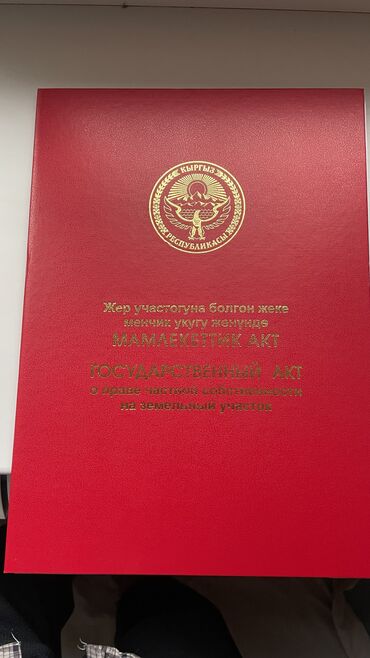 КЫРГЫЗ
РЕСПУБЛИКАСЫ
Жер участогуна болгон жеке
менчик укугу жөнүндө
МАМЛЕКЕТТИК АКТ
ГОСУДАРСТВЕННЫЙ АКТ
о праве частной собственности
на земельный участок